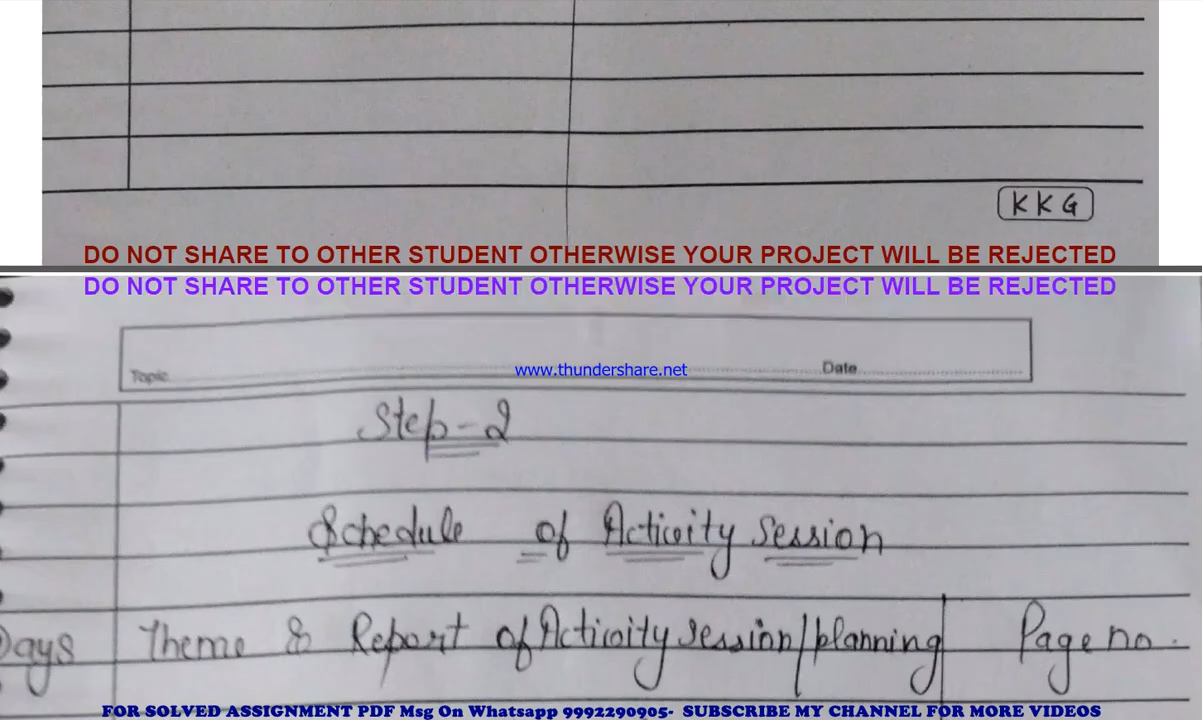 KKG
DO NOT SHARE TO OTHER STUDENT OTHERWISE YOUR PROJECT WILL BE REJECTED
DO NOT SHARE TO OTHER STUDENT OTHERWISE YOUR PROJECT WILL BE REJECTED
Topic www.thundershare.net Date
Step-2
Schedule of Activity Session
Days Theme & Report of Activity session/planning Page no.
FOR SOLVED ASSIGNMENT PDF Msg On Whatsapp 9992290905- SUBSCRIBE MY CHANNEL FOR MORE VIDEOS